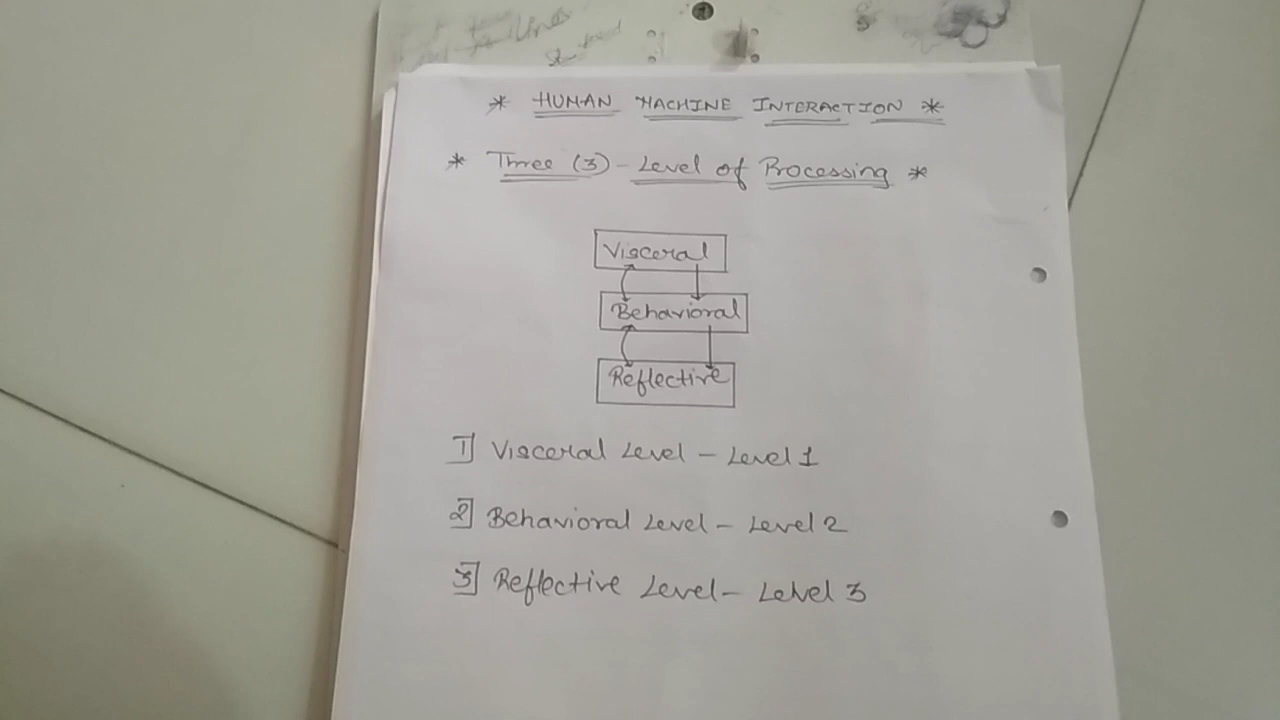 * HUMAN MACHINE INTERACTION *
* Three (3) - Level of Processing *
Visceral
Behavioral
Reflective
1] Visceral Level - Level 1
2] Behavioral Level - Level 2
3] Reflective Level - Level 3